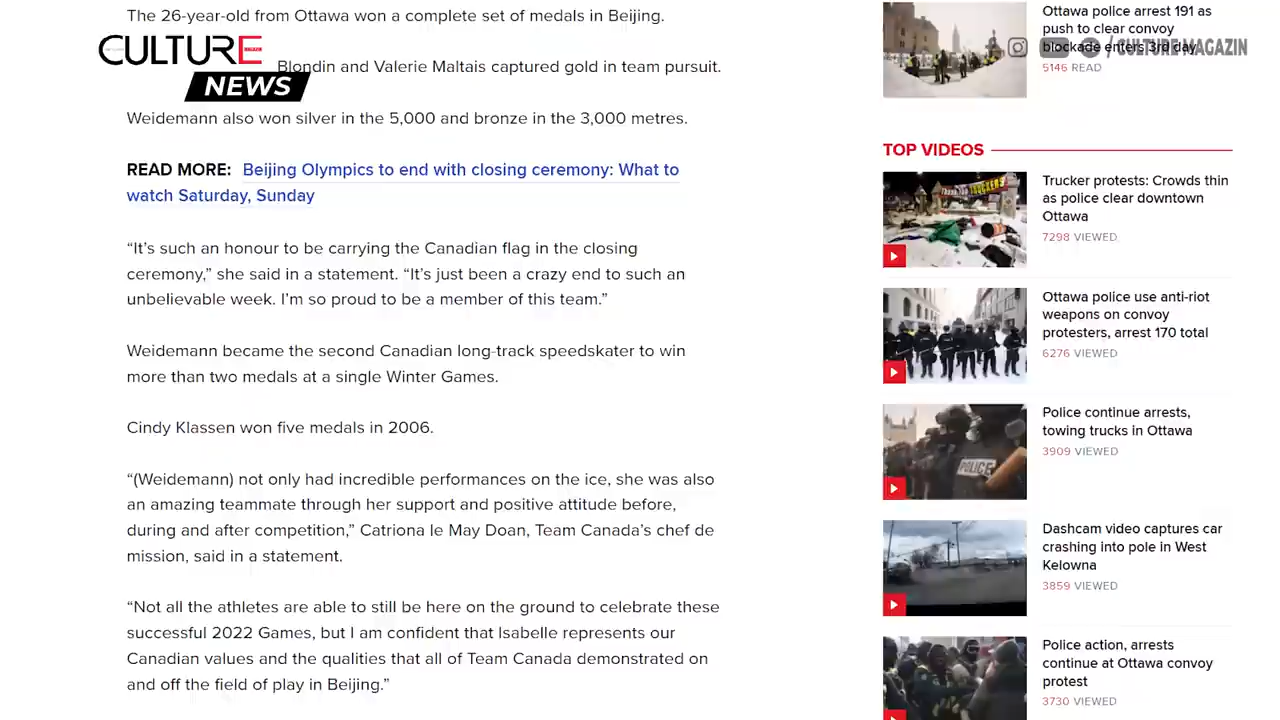 The 26-year-old from Ottawa won a complete set of medals in Beijing.
CULTURE
NEWS
Blondin and Valerie Maltais captured gold in team pursuit.
Weidemann also won silver in the 5,000 and bronze in the 3,000 metres.
READ MORE: Beijing Olympics to end with closing ceremony: What to
watch Saturday, Sunday
“It’s such an honour to be carrying the Canadian flag in the closing
ceremony,” she said in a statement. “It’s just been a crazy end to such an
unbelievable week. I’m so proud to be a member of this team.”
Weidemann became the second Canadian long-track speedskater to win
more than two medals at a single Winter Games.
Cindy Klassen won five medals in 2006.
“(Weidemann) not only had incredible performances on the ice, she was also
an amazing teammate through her support and positive attitude before,
during and after competition,” Catriona le May Doan, Team Canada’s chef de
mission, said in a statement.
“Not all the athletes are able to still be here on the ground to celebrate these
successful 2022 Games, but I am confident that Isabelle represents our
Canadian values and the qualities that all of Team Canada demonstrated on
and off the field of play in Beijing.”
Ottawa police arrest 191 as
push to clear convoy
blockade enters 3rd day
/ CULTURE MAGAZIN
5146 READ
TOP VIDEOS
Trucker protests: Crowds thin
as police clear downtown
Ottawa
7298 VIEWED
Ottawa police use anti-riot
weapons on convoy
protesters, arrest 170 total
6276 VIEWED
Police continue arrests,
towing trucks in Ottawa
3909 VIEWED
POLICE
Dashcam video captures car
crashing into pole in West
Kelowna
3859 VIEWED
Police action, arrests
continue at Ottawa convoy
protest
3730 VIEWED